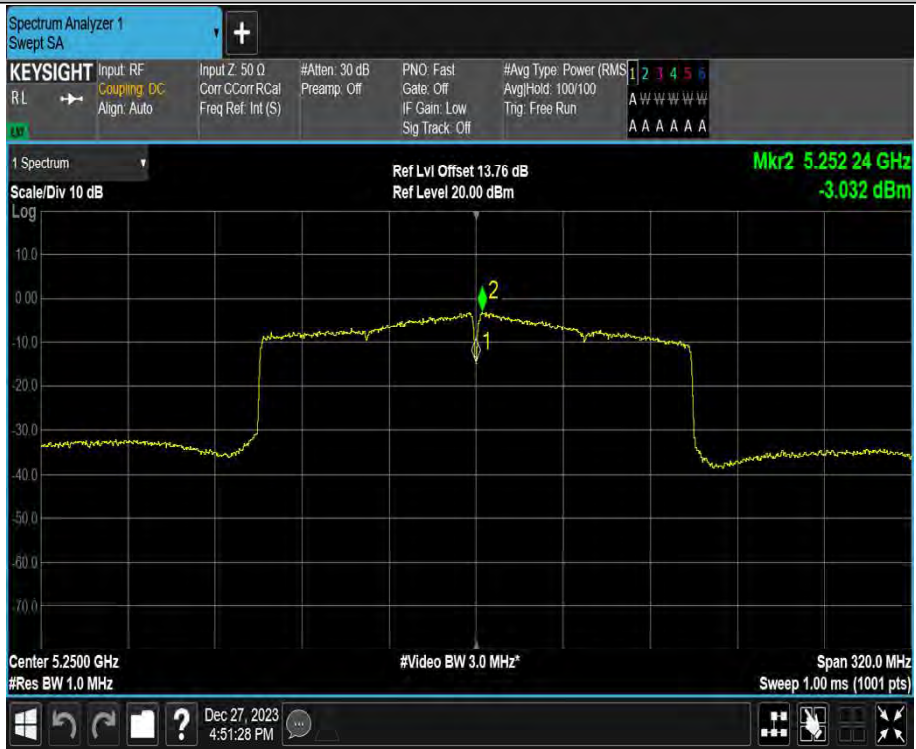 Spectrum Analyzer 1
Swept SA
+
KEYSIGHT
RL
Input: RF
Coupling: DC
Align: Auto
Input Z: 50 Ω
Corr CCorr RCal
Freq Ref: Int (S)
#Atten: 30 dB
Preamp: Off
PNO: Fast
Gate: Off
IF Gain: Low
Sig Track: Off
#Avg Type: Power (RMS
Avg|Hold: 100/100
Trig: Free Run
1 2 3 4 5 6
A W W W W W
A A A A A A
1 Spectrum
Scale/Div 10 dB
Ref Lvl Offset 13.76 dB
Ref Level 20.00 dBm
Mkr2 5.252 24 GHz
-3.032 dBm
Log
10.0
0.00
-10.0
-20.0
-30.0
-40.0
-50.0
-60.0
-70.0
2
1
Center 5.2500 GHz
#Res BW 1.0 MHz
#Video BW 3.0 MHz*
Span 320.0 MHz
Sweep 1.00 ms (1001 pts)
?
Dec 27, 2023
4:51:28 PM